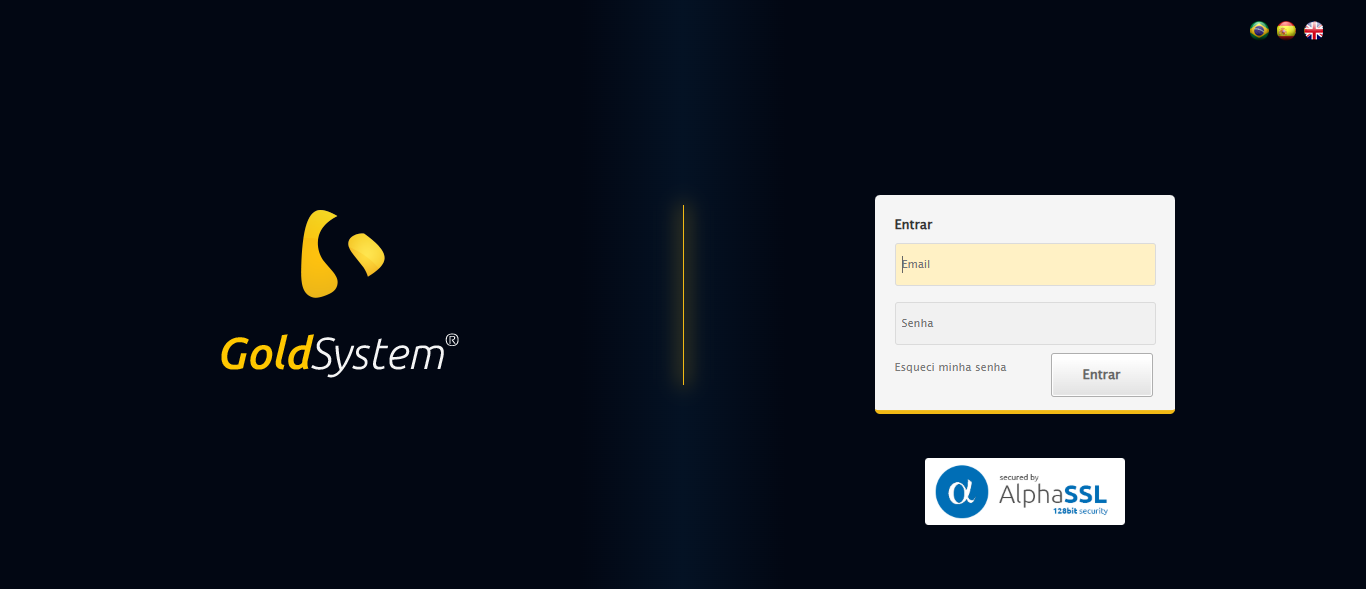 GoldSystem®
Entrar
Email
Senha
Esqueci minha senha
Entrar
α
secured by
AlphaSSL
128bit security